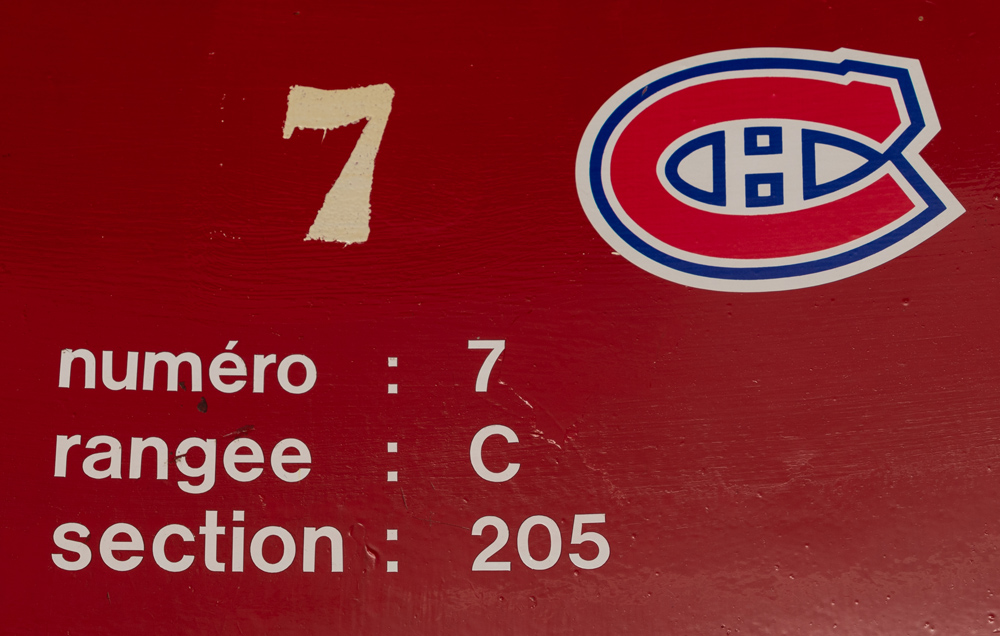 7
numéro : 7
rangee : C
section : 205